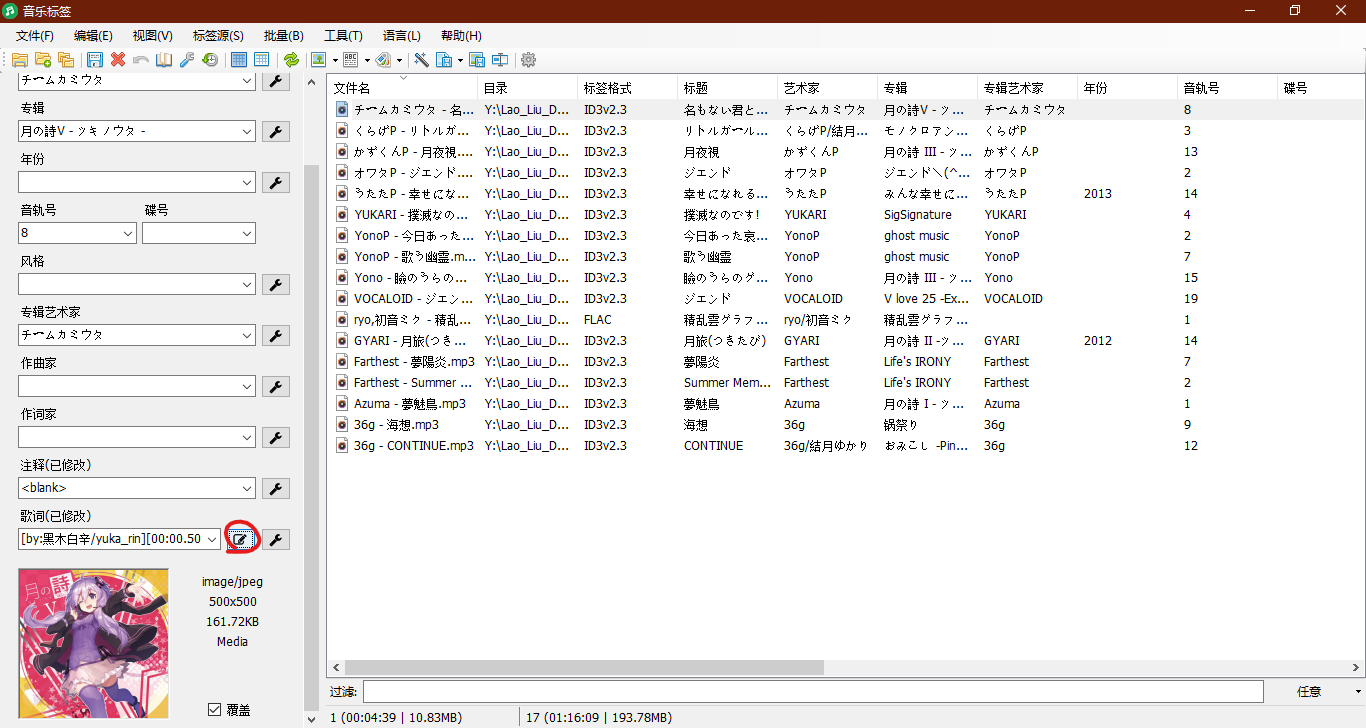 音乐标签
文件(F) 编辑(E) 视图(V) 标签源(S) 批量(B) 工具(T) 语言(L) 帮助(H)
チームカミウタ
专辑
月の詩V - ツキノウタ -
年份
音轨号 碟号
8
风格
专辑艺术家
チームカミウタ
作曲家
作词家
注释(已修改)
<blank>
歌词(已修改)
[by:黑木白辛/yuka_rin][00:00.50
月の詩
V
image/jpeg
500x500
161.72KB
Media
覆盖
文件名 目录 标签格式 标题 艺术家 专辑 专辑艺术家 年份 音轨号 碟号
チームカミウタ - 名... Y:\Lao_Liu_D... ID3v2.3 名もない君と... チームカミウタ 月の詩V - ツ... チームカミウタ 8
くらげP - リトルガ... Y:\Lao_Liu_D... ID3v2.3 リトルガール... くらげP/结月... モノクロアン... くらげP 3
かずくんP - 月夜視.... Y:\Lao_Liu_D... ID3v2.3 月夜視 かずくんP 月の詩 III - ツ... かずくんP 13
オワタP - ジエンド.... Y:\Lao_Liu_D... ID3v2.3 ジエンド オワタP ジエンド＼(^... オワタP 2
うたたP - 幸せにな... Y:\Lao_Liu_D... ID3v2.3 幸せになれる... うたたP みんな幸せに... うたたP 2013 14
YUKARI - 撲滅なの... Y:\Lao_Liu_D... ID3v2.3 撲滅なのです! YUKARI SigSignature YUKARI 4
YonoP - 今日あった... Y:\Lao_Liu_D... ID3v2.3 今日あった哀... YonoP ghost music YonoP 2
YonoP - 歌う幽霊.m... Y:\Lao_Liu_D... ID3v2.3 歌う幽霊 YonoP ghost music YonoP 7
Yono - 瞼のうらの... Y:\Lao_Liu_D... ID3v2.3 瞼のうらのゲ... Yono 月の詩 III - ツ... Yono 15
VOCALOID - ジエン... Y:\Lao_Liu_D... ID3v2.3 ジエンド VOCALOID V love 25 -Ex... VOCALOID 19
ryo,初音ミク - 積乱... Y:\Lao_Liu_D... FLAC 積乱雲グラフ... ryo/初音ミク 積乱雲グラフ... 1
GYARI - 月旅(つき... Y:\Lao_Liu_D... ID3v2.3 月旅(つきたび) GYARI 月の詩 II -ツ... GYARI 2012 14
Farthest - 夢陽炎.mp3 Y:\Lao_Liu_D... ID3v2.3 夢陽炎 Farthest Life's IRONY Farthest 7
Farthest - Summer ... Y:\Lao_Liu_D... ID3v2.3 Summer Mem... Farthest Life's IRONY Farthest 2
Azuma - 夢魅鳥.mp3 Y:\Lao_Liu_D... ID3v2.3 夢魅鳥 Azuma 月の詩 I - ツ... Azuma 1
36g - 海想.mp3 Y:\Lao_Liu_D... ID3v2.3 海想 36g 锅祭り 36g 9
36g - CONTINUE.mp3 Y:\Lao_Liu_D... ID3v2.3 CONTINUE 36g/結月ゆかり おみこし -Pin... 36g 12
过滤: 任意
1 (00:04:39 | 10.83MB) 17 (01:16:09 | 193.78MB)